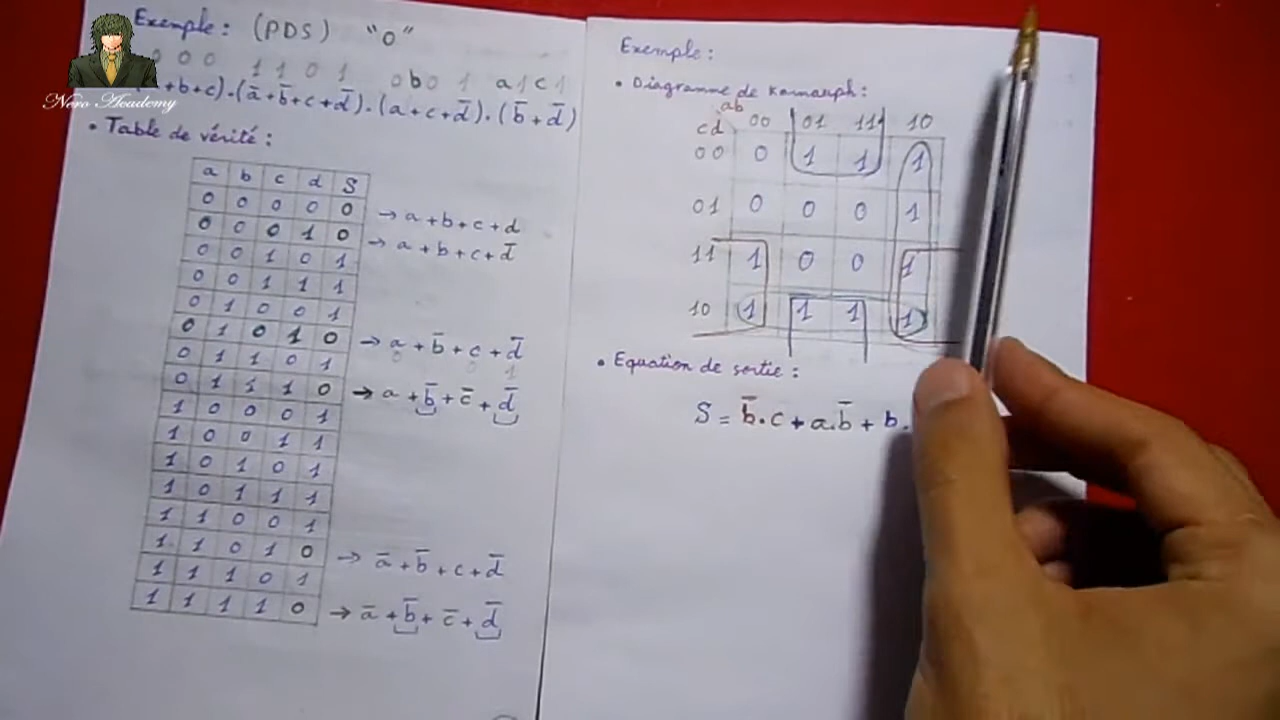 Exemple : (PDS) "0"
0 0 1 1 0 1 0 b 0 1 a 1 c 1
+b+c).(a̅+b̅+c+d̅).(a+c+d̅).(b̅+d̅)
Nero Academy
• Table de vérité :
a b c d S
0 0 0 0 0 → a+b+c+d
0 0 0 1 0 → a+b+c+d̅
0 0 1 0 1
0 0 1 1 1
0 1 0 0 1
0 1 0 1 0 → a+b̅+c+d̅
0 0 1
0 1 1 0 1
0 1 1 1 0 → a+b̅+c̅+d̅
1 0 0 0 1
1 0 0 1 1
1 0 1 0 1
1 0 1 1 1
1 1 0 0 1
1 1 0 1 0 → a̅+b̅+c+d̅
1 1 1 0 1
1 1 1 1 0 → a̅+b̅+c̅+d̅
Exemple :
• Diagramme de Karnaugh :
ab
cd 00 01 11 10
00 0 1 1 1
01 0 0 0 1
11 1 0 0 1
10 1 1 1 1
• Equation de sortie :
S = b̅.c + a.b̅ + b.